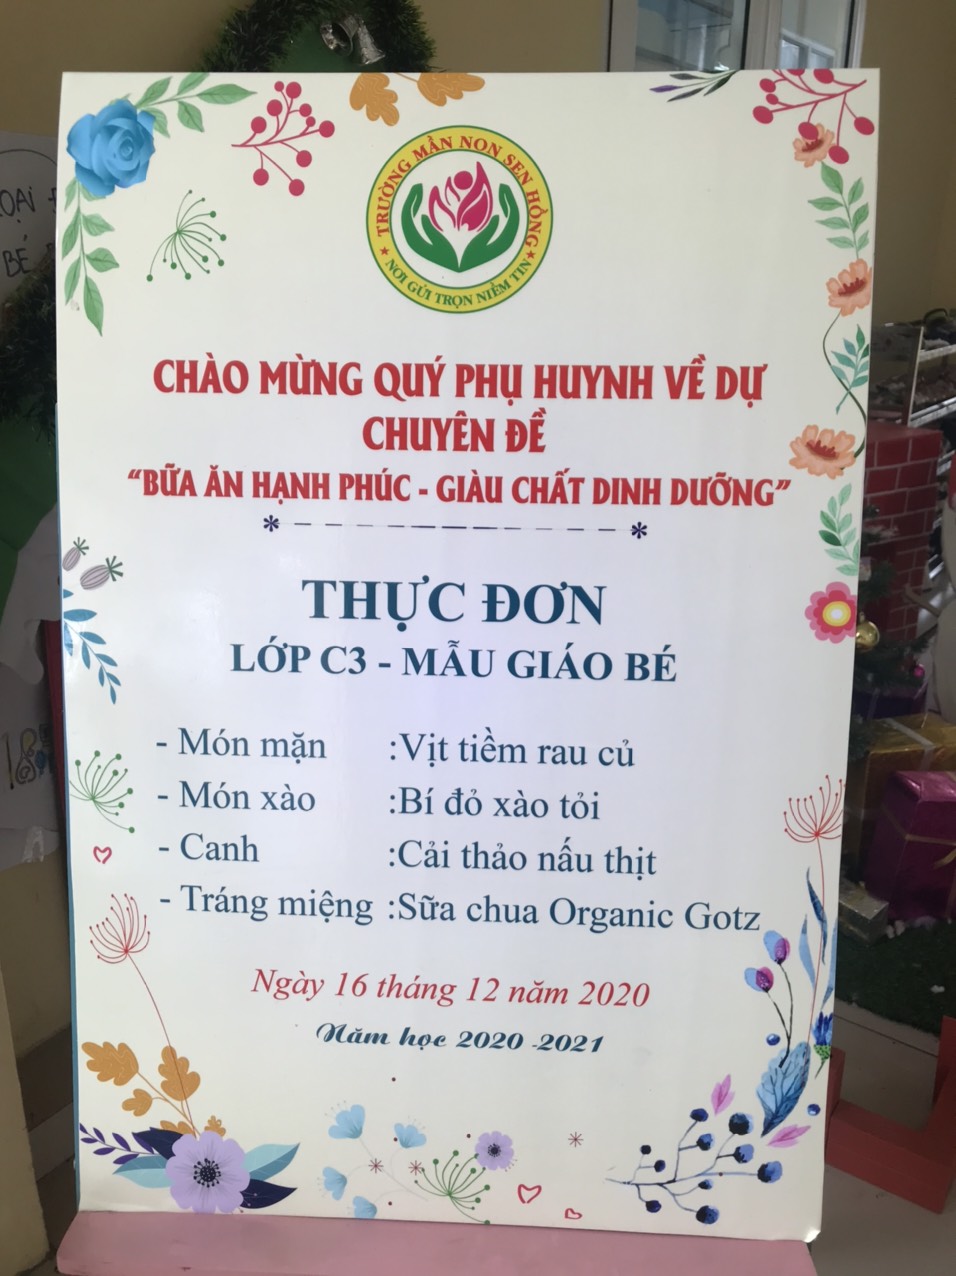 TRƯỜNG MẦN NON SEN HỒNG
NƠI GỬI TRỌN NIỀM TIN
CHÀO MỪNG QUÝ PHỤ HUYNH VỀ DỰ
CHUYÊN ĐỀ
“BỮA ĂN HẠNH PHÚC - GIÀU CHẤT DINH DƯỠNG”
THỰC ĐƠN
LỚP C3 - MẪU GIÁO BÉ
- Món mặn :Vịt tiềm rau củ
- Món xào :Bí đỏ xào tỏi
- Canh :Cải thảo nấu thịt
- Tráng miệng :Sữa chua Organic Gotz
Ngày 16 tháng 12 năm 2020
Năm học 2020 -2021
BÉ